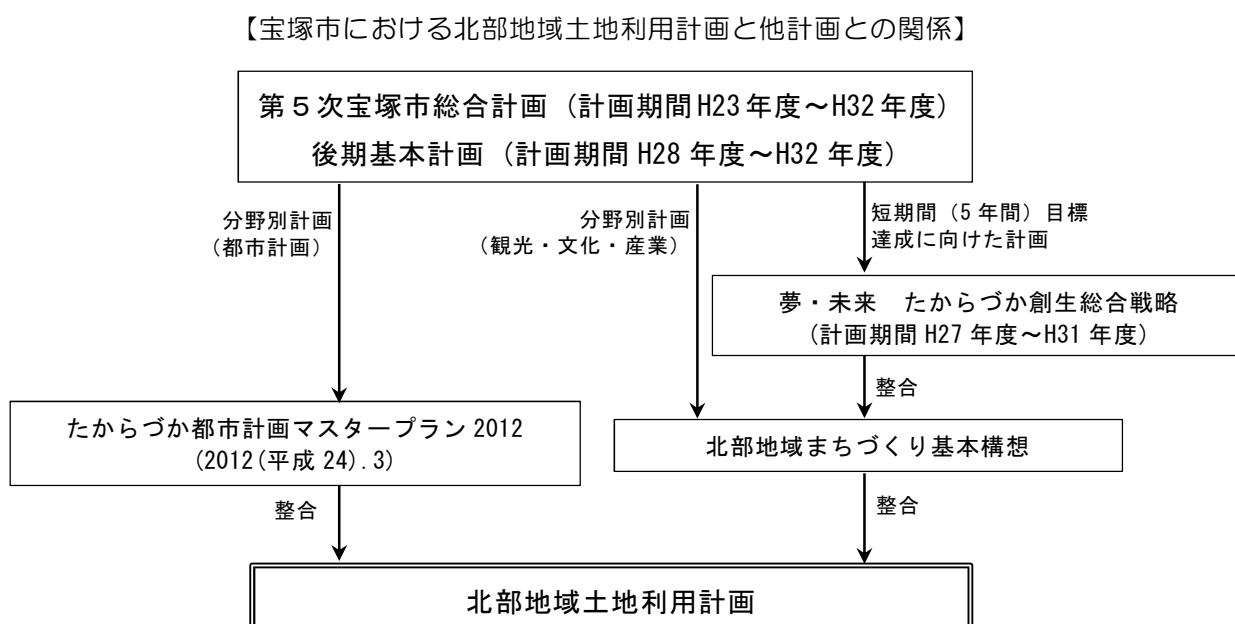 【宝塚市における北部地域土地利用計画と他計画との関係】
第５次宝塚市総合計画（計画期間 H23 年度～H32 年度）
後期基本計画（計画期間 H28 年度～H32 年度）
分野別計画
（都市計画）
分野別計画
（観光・文化・産業）
短期間（5 年間）目標
達成に向けた計画
夢・未来　たからづか創生総合戦略
（計画期間 H27 年度～H31 年度）
整合
たからづか都市計画マスタープラン 2012
（2012（平成 24）.3）
北部地域まちづくり基本構想
整合
整合
北部地域土地利用計画